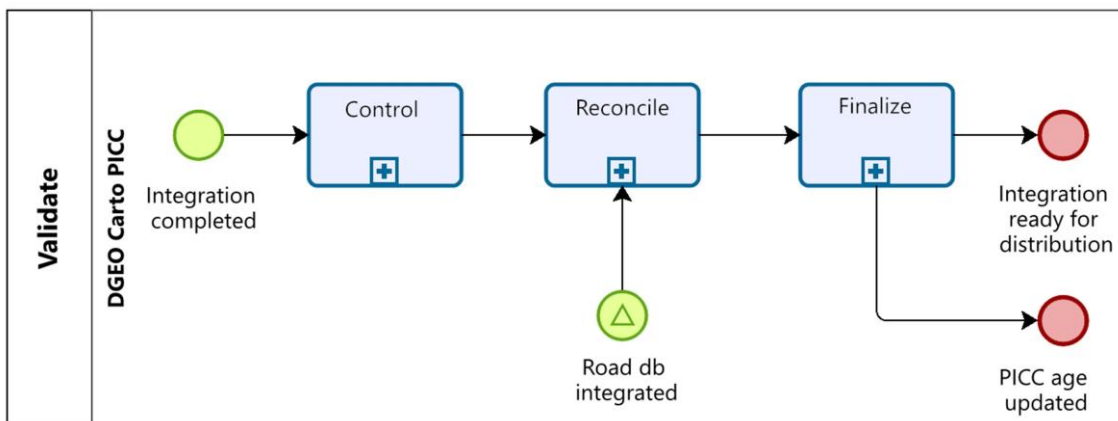 Validate
DGEO Carto PICC
Integration
completed
Control
Reconcile
Finalize
Integration
ready for
distribution
Road db
integrated
PICC age
updated